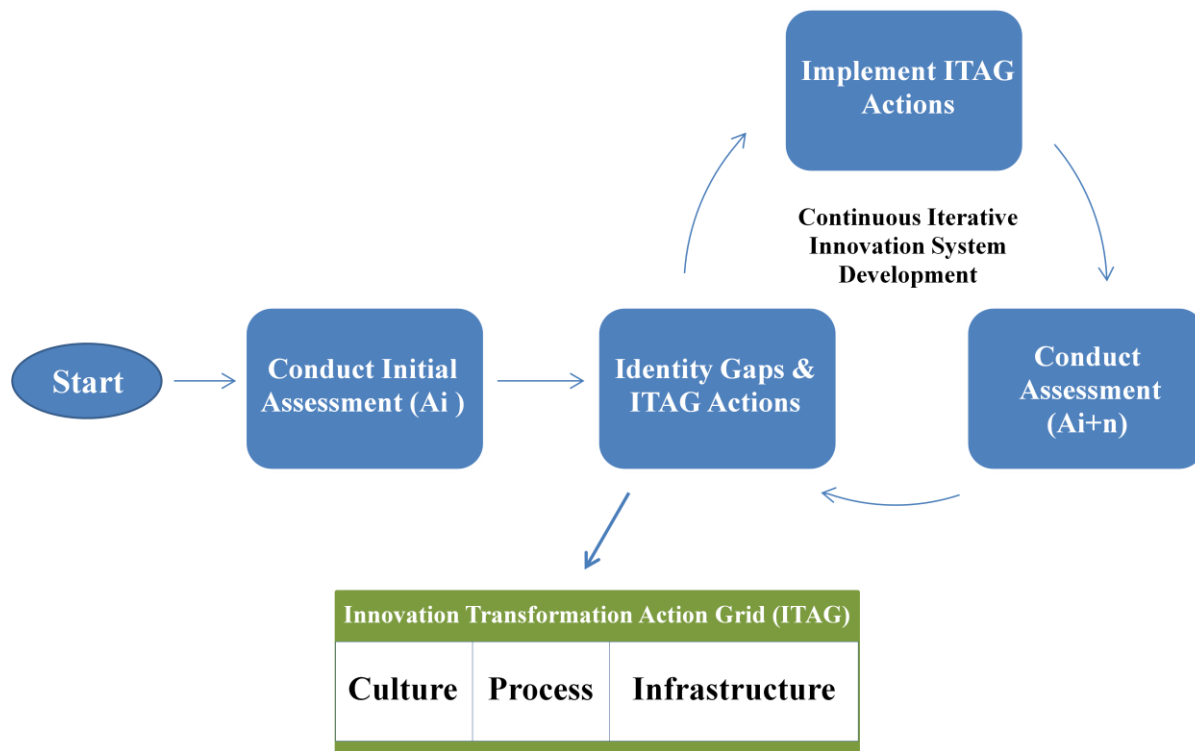 Implement ITAG
Actions
Continuous Iterative
Innovation System
Development
Start
Conduct Initial
Assessment (Ai )
Identity Gaps &
ITAG Actions
Conduct
Assessment
(Ai+n)
Innovation Transformation Action Grid (ITAG)
Culture
Process
Infrastructure